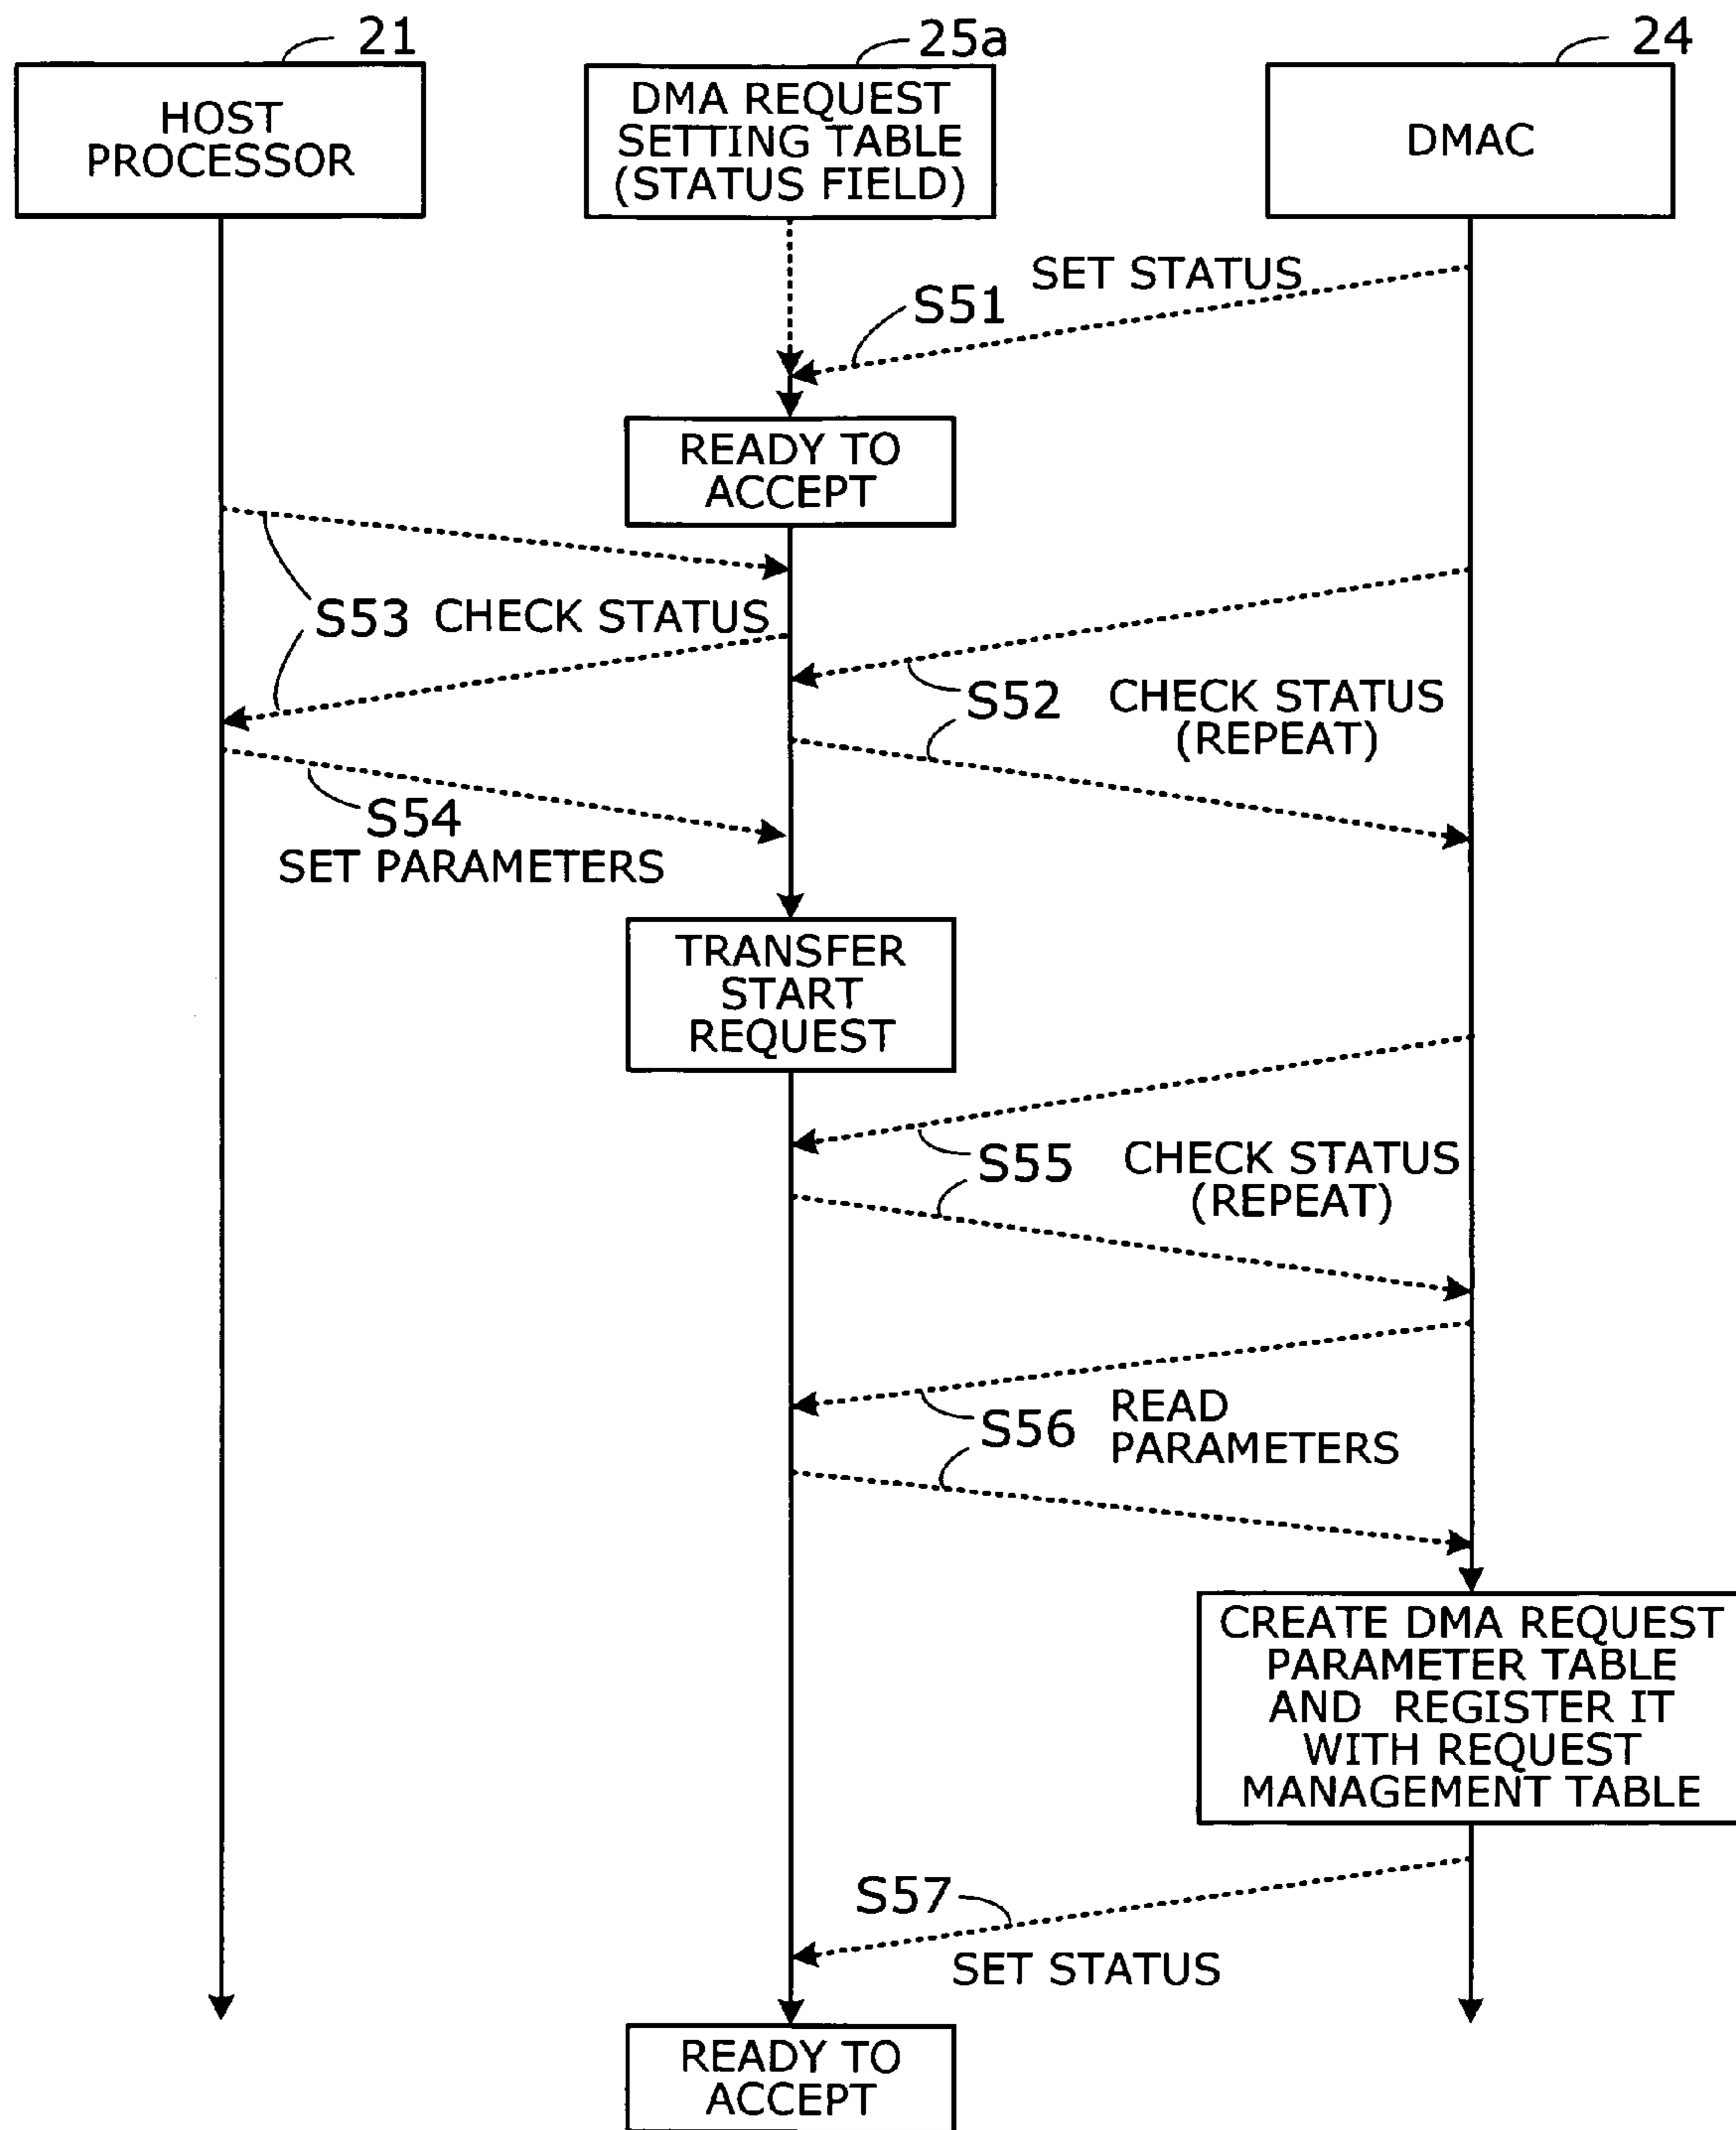 21
25a
24
HOST
PROCESSOR
DMA REQUEST
SETTING TABLE
(STATUS FIELD)
DMAC
SET STATUS
S51
READY TO
ACCEPT
S53 CHECK STATUS
S52 CHECK STATUS
(REPEAT)
S54
SET PARAMETERS
TRANSFER
START
REQUEST
S55 CHECK STATUS
(REPEAT)
S56 READ
PARAMETERS
CREATE DMA REQUEST
PARAMETER TABLE
AND REGISTER IT
WITH REQUEST
MANAGEMENT TABLE
S57
SET STATUS
READY TO
ACCEPT